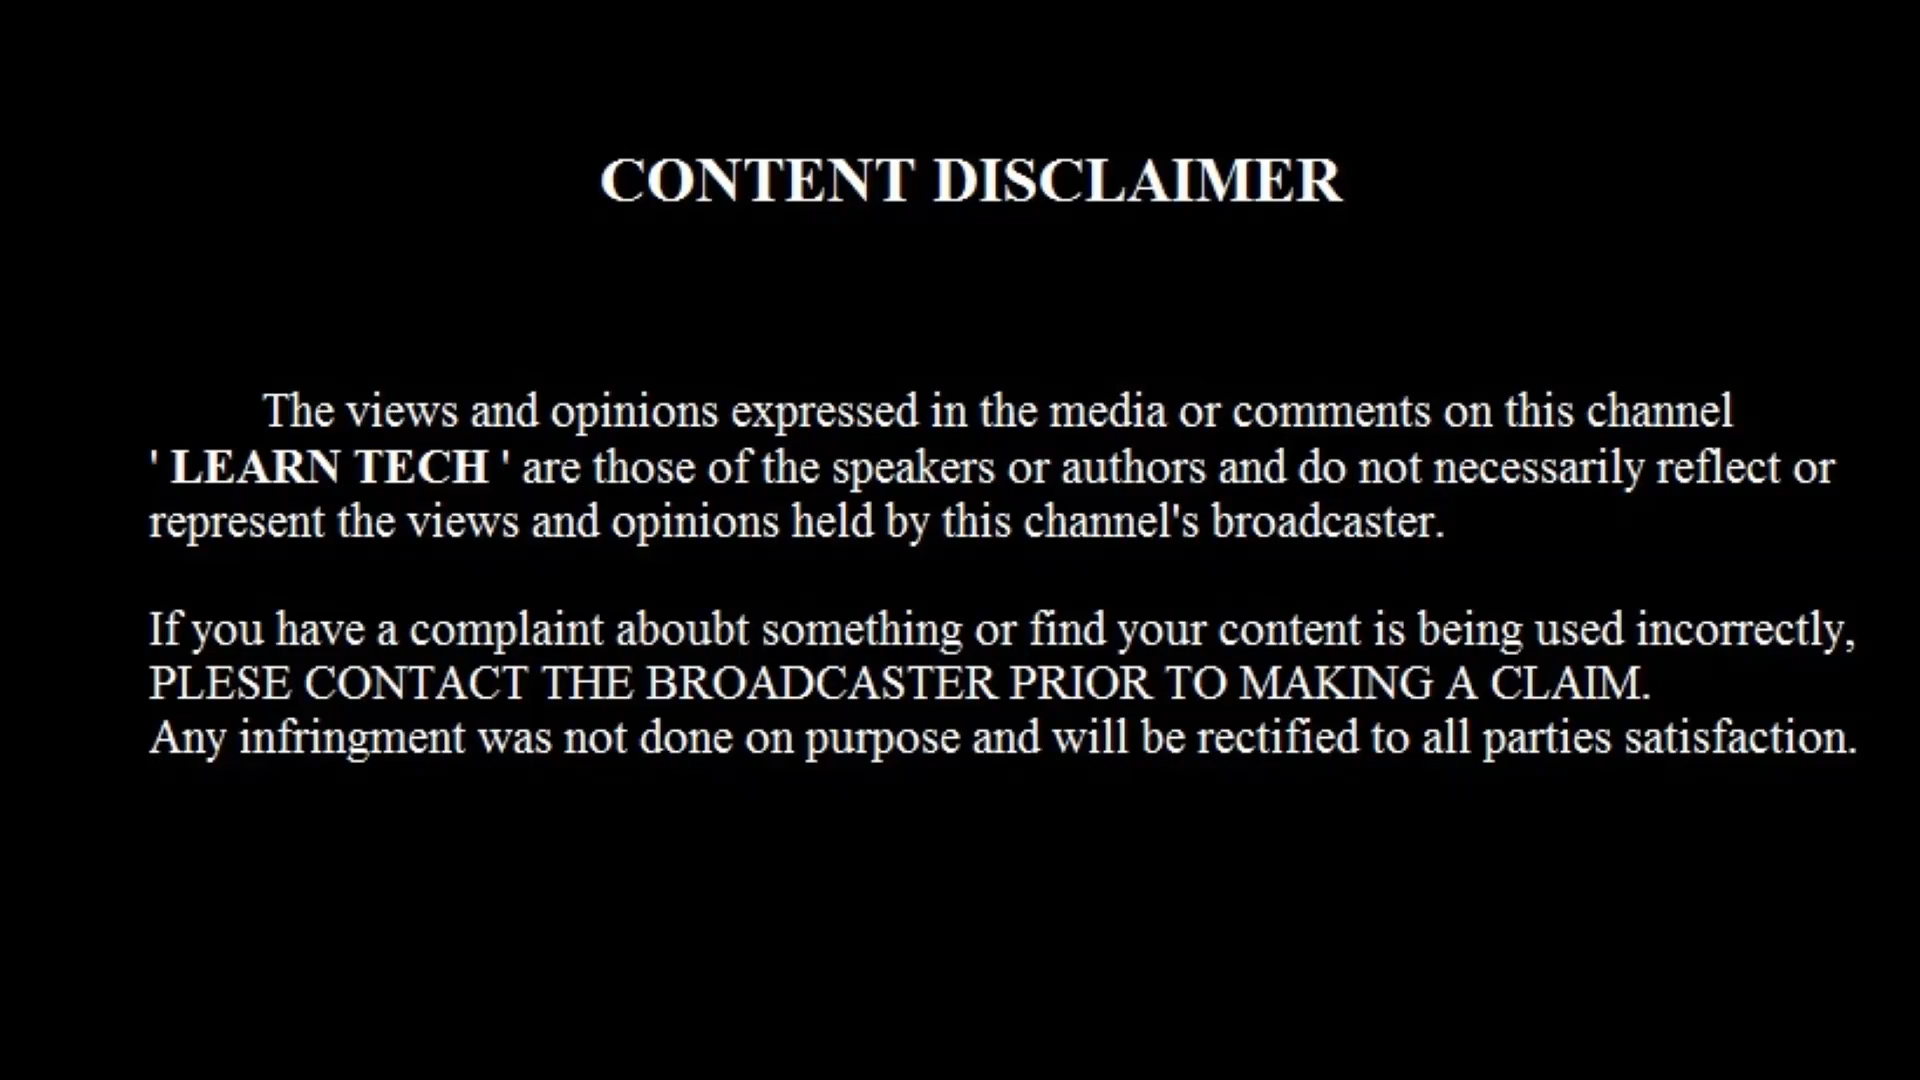 CONTENT DISCLAIMER
The views and opinions expressed in the media or comments on this channel
' LEARN TECH ' are those of the speakers or authors and do not necessarily reflect or
represent the views and opinions held by this channel's broadcaster.
If you have a complaint aboubt something or find your content is being used incorrectly,
PLESE CONTACT THE BROADCASTER PRIOR TO MAKING A CLAIM.
Any infringment was not done on purpose and will be rectified to all parties satisfaction.